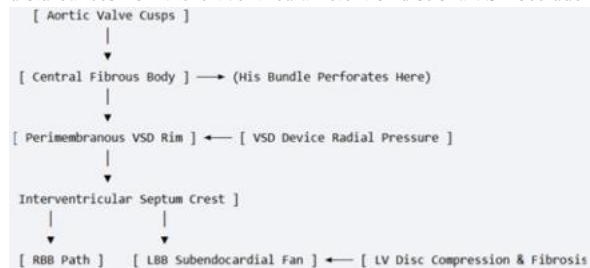 [ Aortic Valve Cusps ]
[ Central Fibrous Body ] ──► (His Bundle Perforates Here)
[ Perimembranous VSD Rim ] ◄── [ VSD Device Radial Pressure ]
Interventricular Septum Crest ]
[ RBB Path ] [ LBB Subendocardial Fan ] ◄── [ LV Disc Compression & Fibrosis